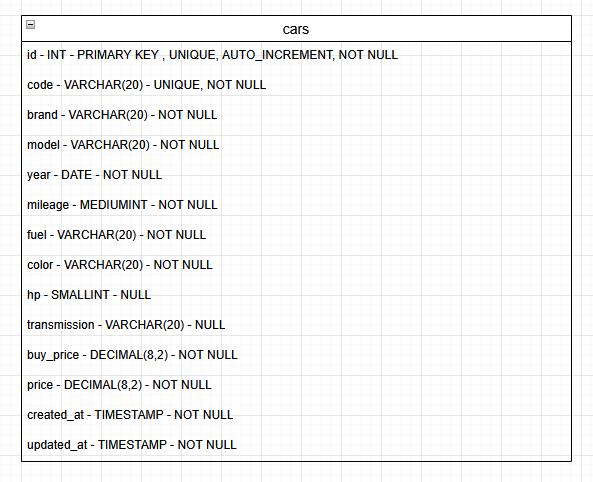 cars
id - INT - PRIMARY KEY , UNIQUE, AUTO_INCREMENT, NOT NULL
code - VARCHAR(20) - UNIQUE, NOT NULL
brand - VARCHAR(20) - NOT NULL
model - VARCHAR(20) - NOT NULL
year - DATE - NOT NULL
mileage - MEDIUMINT - NOT NULL
fuel - VARCHAR(20) - NOT NULL
color - VARCHAR(20) - NOT NULL
hp - SMALLINT - NULL
transmission - VARCHAR(20) - NULL
buy_price - DECIMAL(8,2) - NOT NULL
price - DECIMAL(8,2) - NOT NULL
created_at - TIMESTAMP - NOT NULL
updated_at - TIMESTAMP - NOT NULL